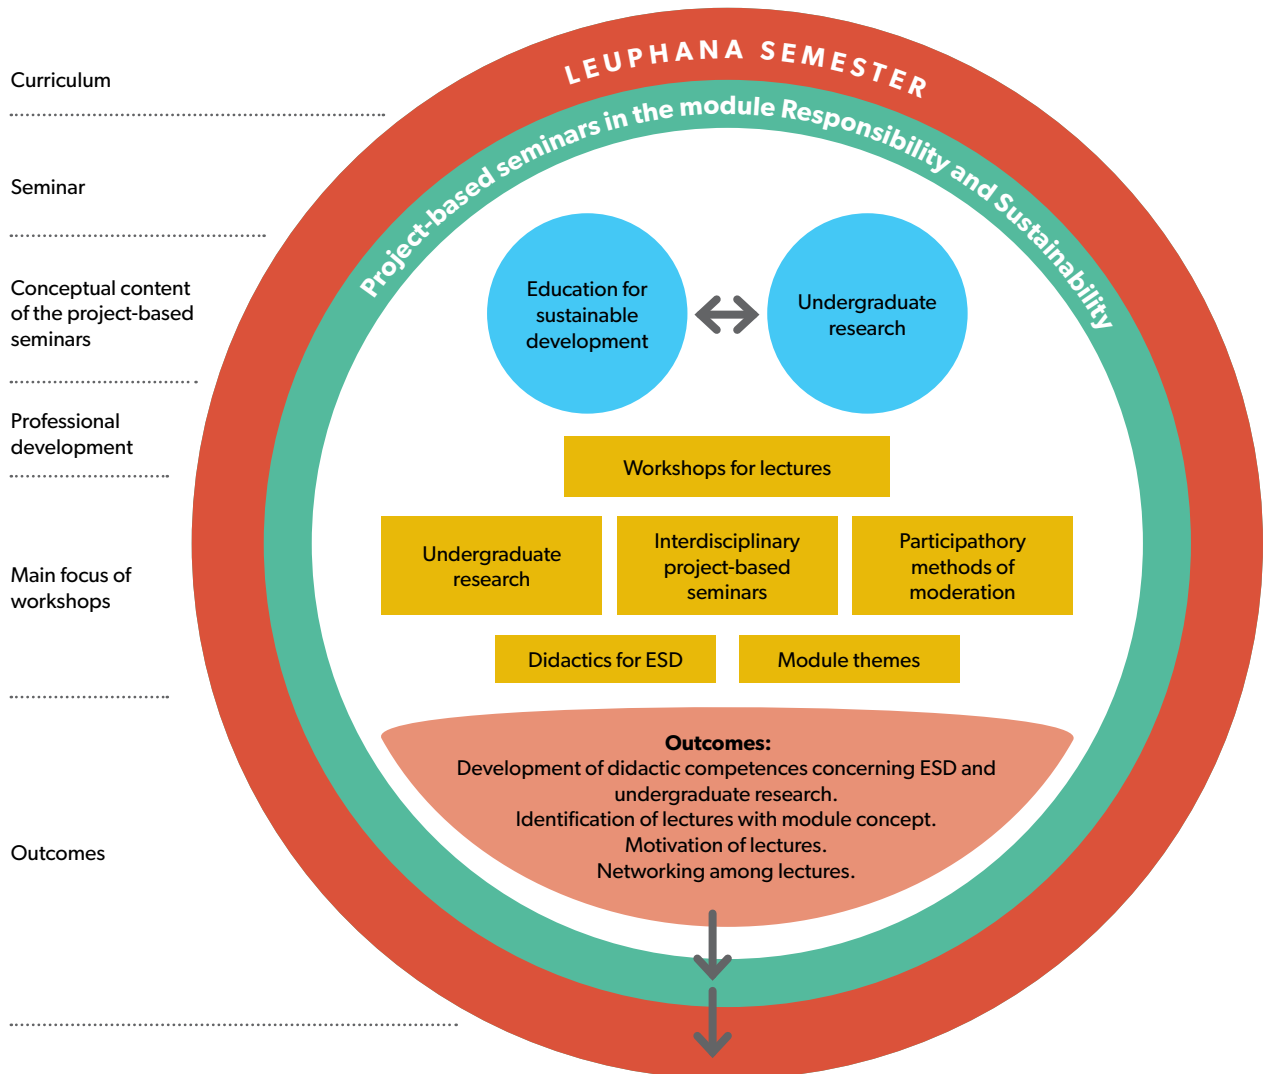 LEUPHANA SEMESTER
Project-based seminars in the module Responsibility and Sustainability
Curriculum
Seminar
Conceptual content
of the project-based
seminars
Education for
sustainable
development
Undergraduate
research
Professional
development
Workshops for lectures
Main focus of
workshops
Undergraduate
research
Interdisciplinary
project-based
seminars
Participathory
methods of
moderation
Didactics for ESD
Module themes
Outcomes
Outcomes:
Development of didactic competences concerning ESD and
undergraduate research.
Identification of lectures with module concept.
Motivation of lectures.
Networking among lectures.